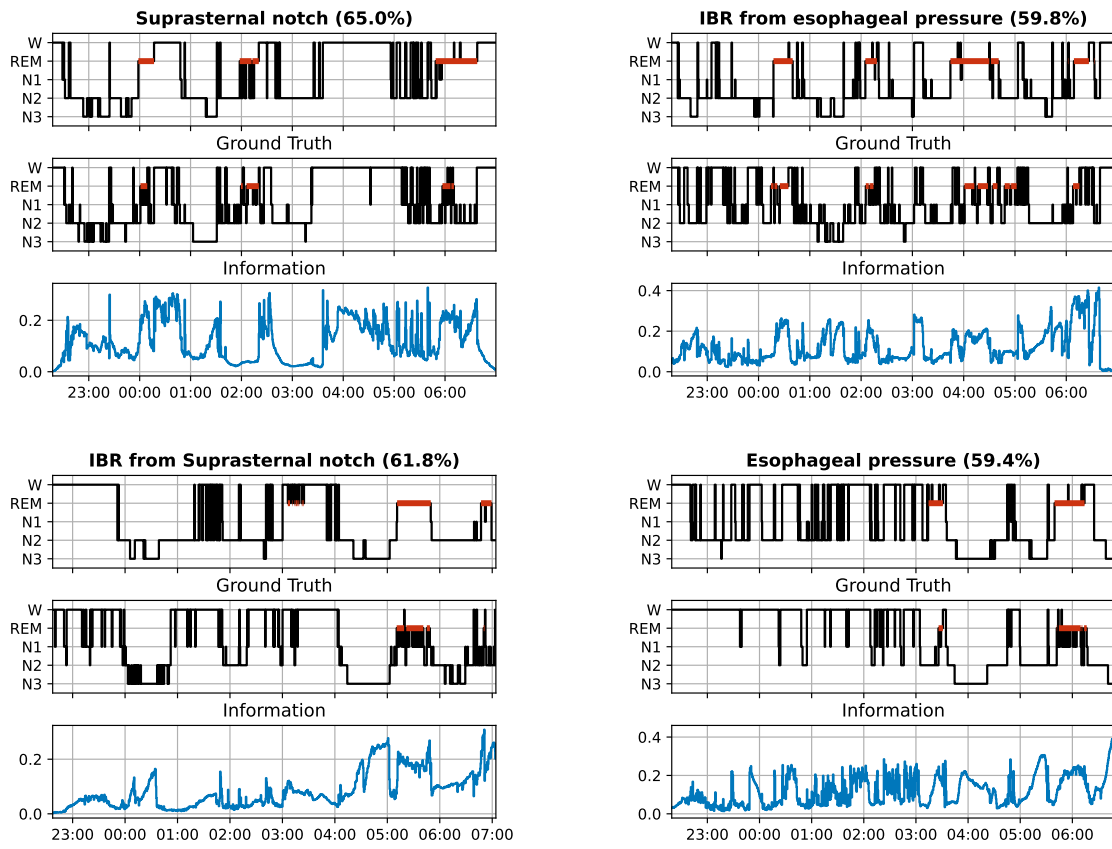 Suprasternal notch (65.0%)
W
REM
N1
N2
N3
Ground Truth
W
REM
N1
N2
N3
Information
0.2
0.0
23:00 00:00 01:00 02:00 03:00 04:00 05:00 06:00
IBR from esophageal pressure (59.8%)
W
REM
N1
N2
N3
Ground Truth
W
REM
N1
N2
N3
Information
0.4
0.2
0.0
23:00 00:00 01:00 02:00 03:00 04:00 05:00 06:00
IBR from Suprasternal notch (61.8%)
W
REM
N1
N2
N3
Ground Truth
W
REM
N1
N2
N3
Information
0.2
0.0
23:00 00:00 01:00 02:00 03:00 04:00 05:00 06:00 07:00
Esophageal pressure (59.4%)
W
REM
N1
N2
N3
Ground Truth
W
REM
N1
N2
N3
Information
0.4
0.2
0.0
23:00 00:00 01:00 02:00 03:00 04:00 05:00 06:00